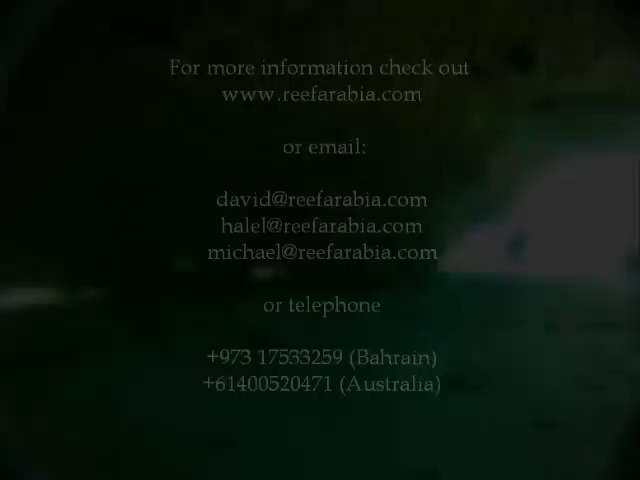 For more information check out
www.reefarabia.com
or email:
david@reefarabia.com
halel@reefarabia.com
michael@reefarabia.com
or telephone
+973 17533259 (Bahrain)
+61400520471 (Australia)